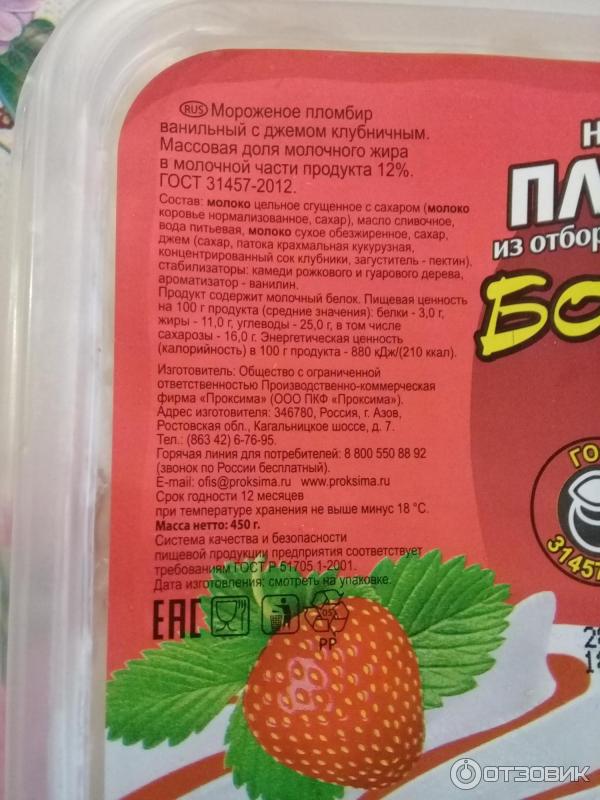 RUS Мороженое пломбир
ванильный с джемом клубничным.
Массовая доля молочного жира
в молочной части продукта 12%.
ГОСТ 31457-2012.
Состав: молоко цельное сгущенное с сахаром (молоко
коровье нормализованное, сахар), масло сливочное,
вода питьевая, молоко сухое обезжиренное, сахар,
джем (сахар, патока крахмальная кукурузная,
концентрированный сок клубники, загуститель - пектин),
стабилизаторы: камеди рожкового и гуарового дерева,
ароматизатор - ванилин.
Продукт содержит молочный белок. Пищевая ценность
на 100 г продукта (средние значения): белки - 3,0 г,
жиры - 11,0 г, углеводы - 25,0 г, в том числе
сахарозы - 16,0 г. Энергетическая ценность
(калорийность) в 100 г продукта - 880 кДж/(210 ккал).
Изготовитель: Общество с ограниченной
ответственностью Производственно-коммерческая
фирма «Проксима» (ООО ПКФ «Проксима»).
Адрес изготовителя: 346780, Россия, г. Азов,
Ростовская обл., Кагальницкое шоссе, д. 7.
Тел.: (863 42) 6-76-95.
Горячая линия для потребителей: 8 800 550 88 92
(звонок по России бесплатный).
E-mail: ofis@proksima.ru www.proksima.ru
Срок годности 12 месяцев
при температуре хранения не выше минус 18 °С.
Масса нетто: 450 г.
Система качества и безопасности
пищевой продукции предприятия соответствует
требованиям ГОСТ Р 51705.1-2001.
Дата изготовления: смотреть на упаковке.
EAC
05
PP
Н
ПЛ
из отбор
БО
ГО
3145
ОТЗОВИК